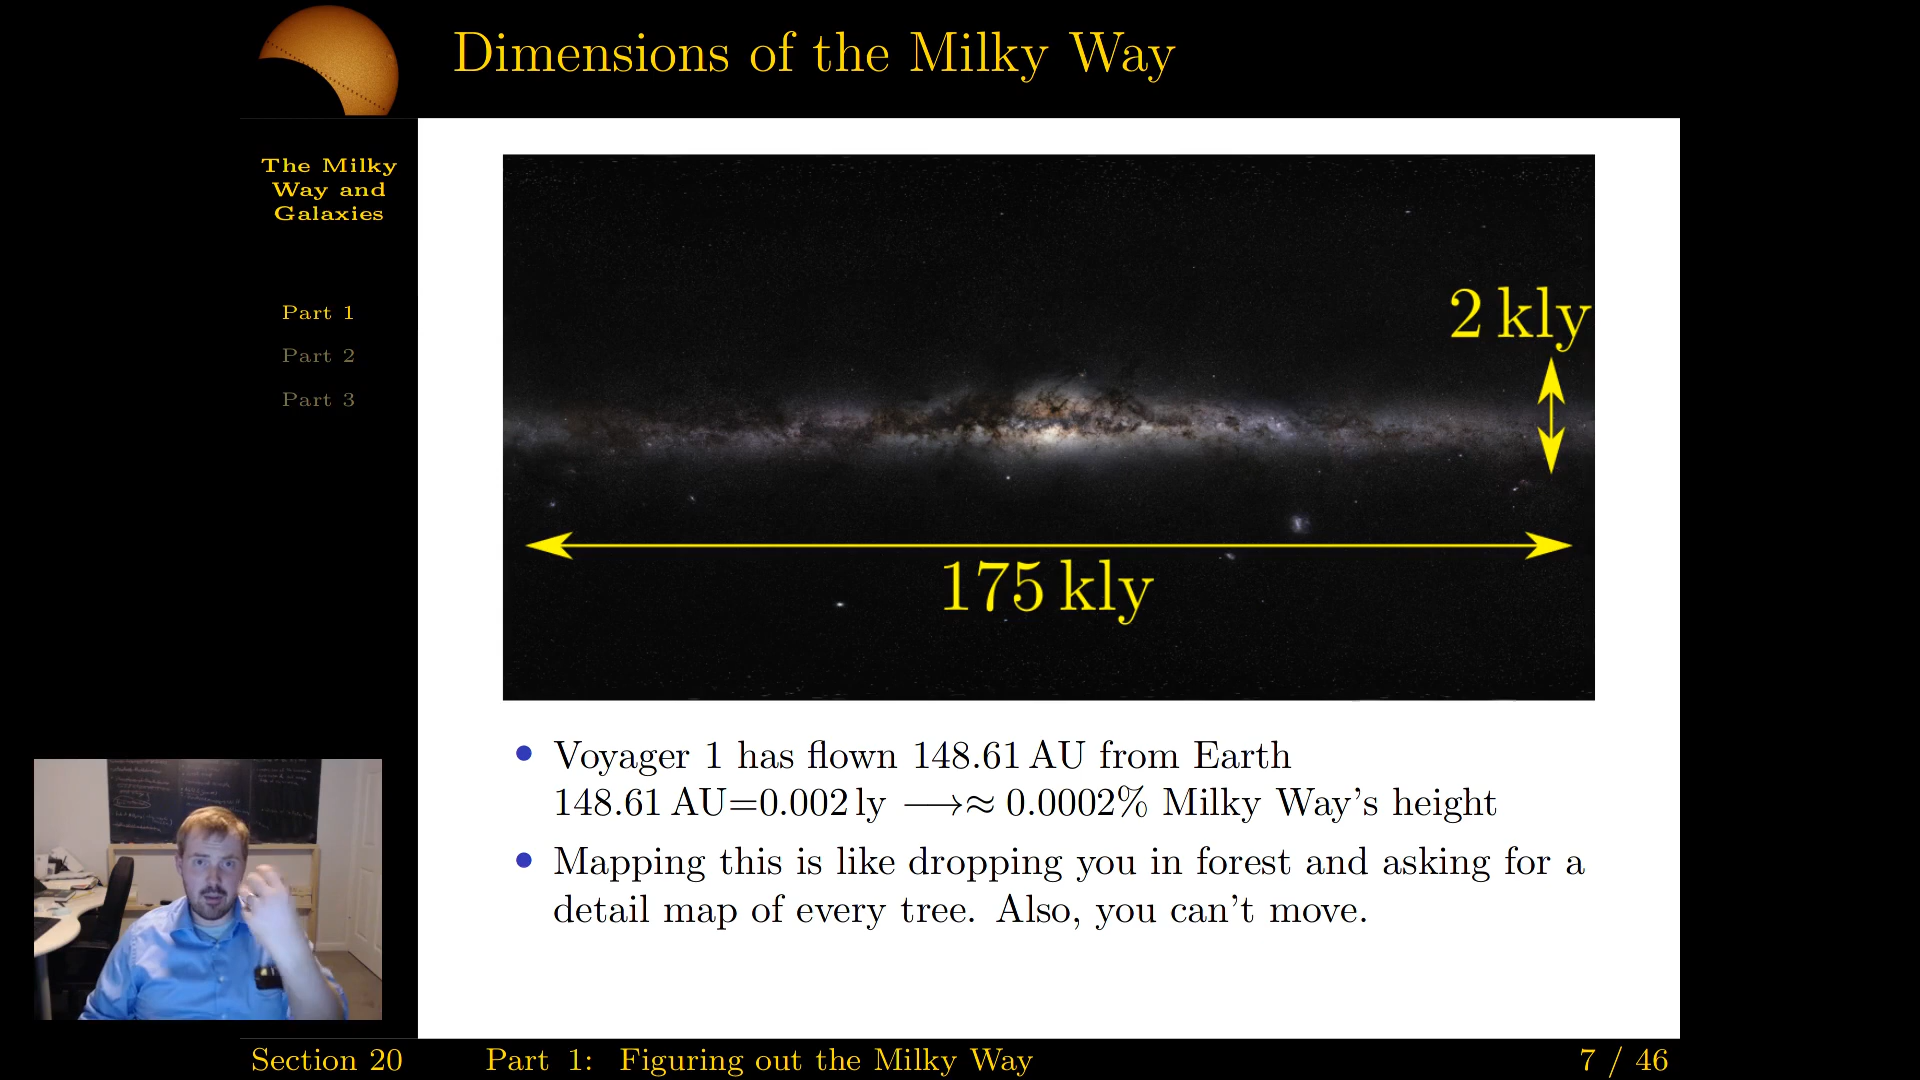 Dimensions of the Milky Way
The Milky
Way and
Galaxies
Part 1
Part 2
Part 3
2 kly
175 kly
• Voyager 1 has flown 148.61 AU from Earth
148.61 AU=0.002 ly ⟶≈ 0.0002% Milky Way's height
• Mapping this is like dropping you in forest and asking for a
detail map of every tree. Also, you can't move.
Section 20
Part 1: Figuring out the Milky Way
7 / 46